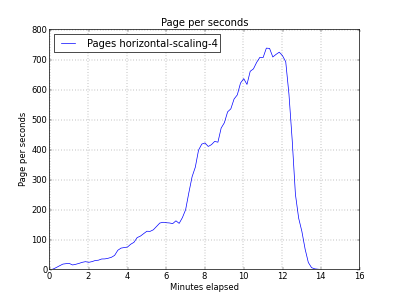 Page per seconds
Pages horizontal-scaling-4
800
700
600
500
400
300
200
100
0
Page per seconds
0 2 4 6 8 10 12 14 16
Minutes elapsed